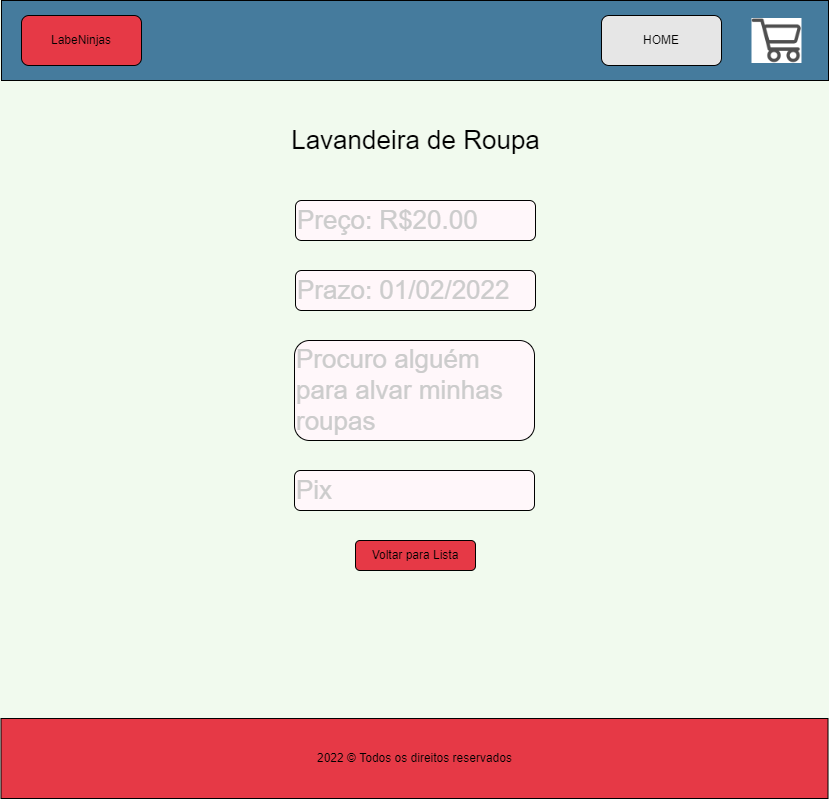 LabeNinjas
HOME
Lavandeira de Roupa
Preço: R$20.00
Prazo: 01/02/2022
Procuro alguém
para alvar minhas
roupas
Pix
Voltar para Lista
2022 © Todos os direitos reservados